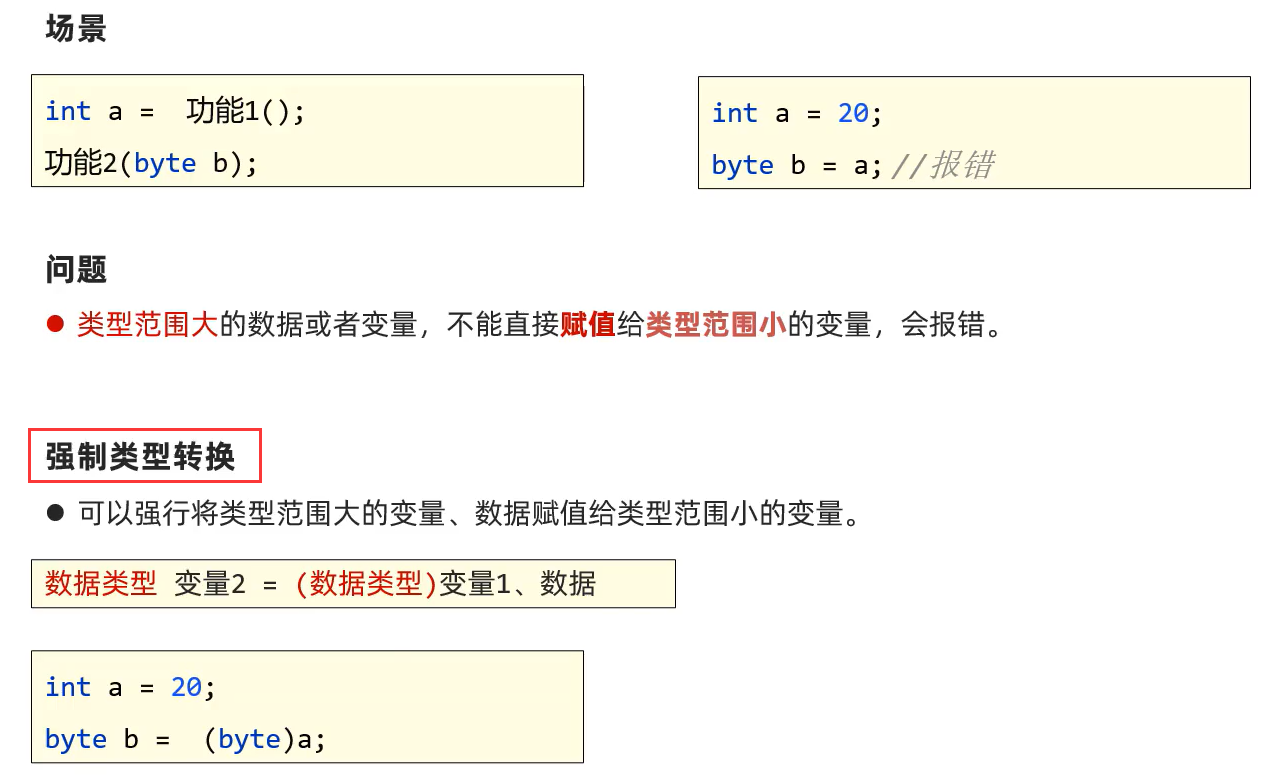 场景
int a =  功能1();
功能2(byte b);
int a = 20;
byte b = a; //报错
问题
● 类型范围大的数据或者变量，不能直接赋值给类型范围小的变量，会报错。
强制类型转换
● 可以强行将类型范围大的变量、数据赋值给类型范围小的变量。
数据类型 变量2 = (数据类型)变量1、数据
int a = 20;
byte b =  (byte)a;